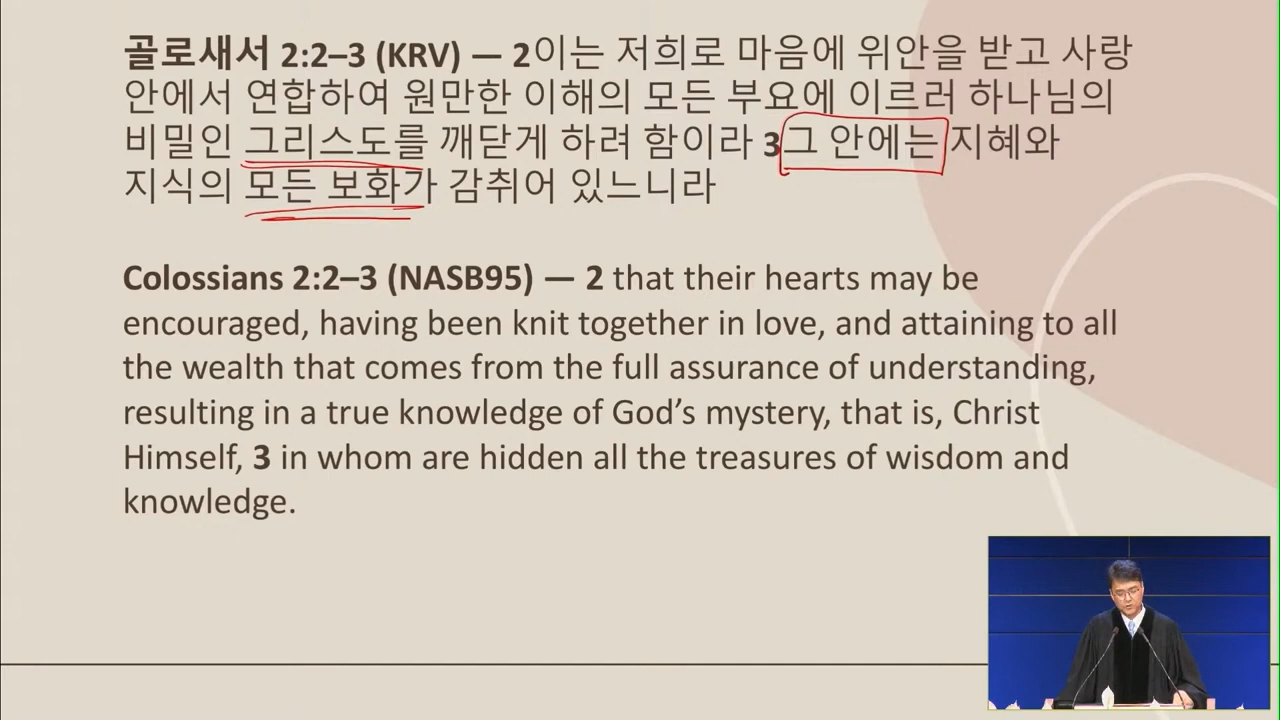 골로새서 2:2–3 (KRV) — 2이는 저희로 마음에 위안을 받고 사랑
안에서 연합하여 원만한 이해의 모든 부요에 이르러 하나님의
비밀인 그리스도를 깨닫게 하려 함이라 3그 안에는 지혜와
지식의 모든 보화가 감취어 있느니라
Colossians 2:2–3 (NASB95) — 2 that their hearts may be
encouraged, having been knit together in love, and attaining to all
the wealth that comes from the full assurance of understanding,
resulting in a true knowledge of God’s mystery, that is, Christ
Himself, 3 in whom are hidden all the treasures of wisdom and
knowledge.